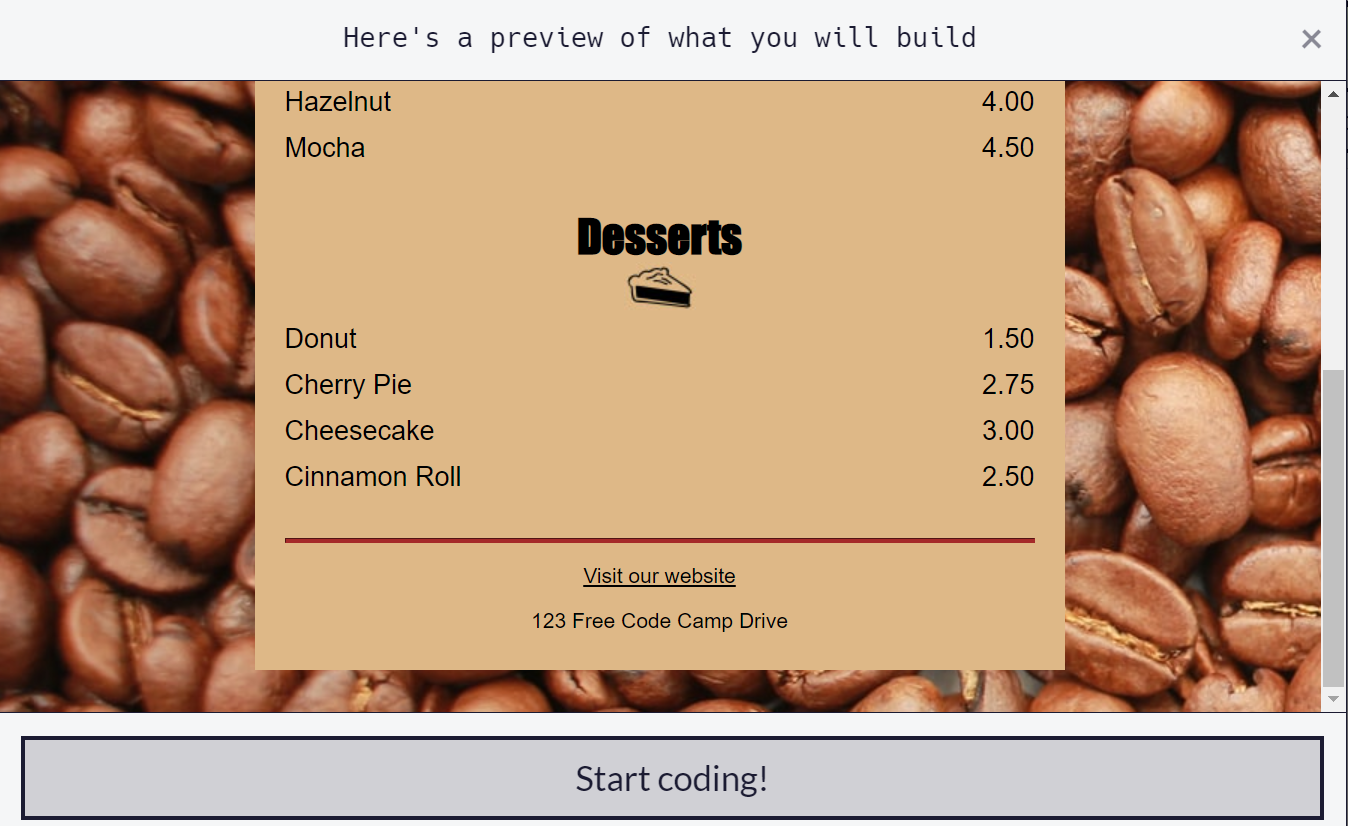 Here's a preview of what you will build
Hazelnut 4.00
Mocha 4.50
Desserts
Donut 1.50
Cherry Pie 2.75
Cheesecake 3.00
Cinnamon Roll 2.50
Visit our website
123 Free Code Camp Drive
Start coding!